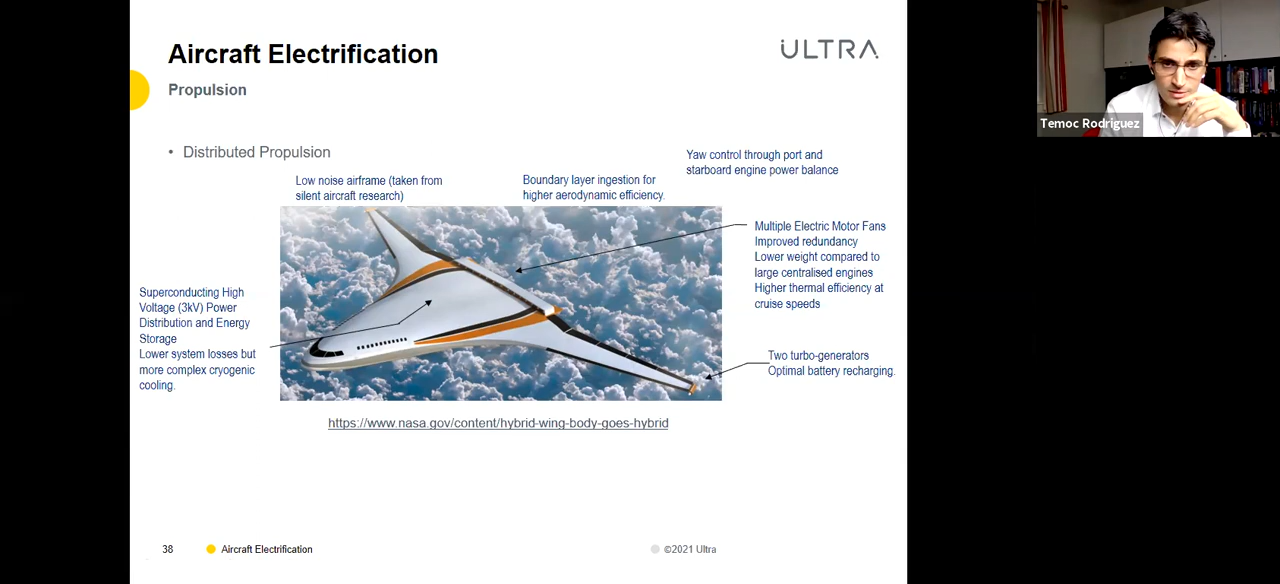 Aircraft Electrification
ULTRA
Propulsion
Temoc Rodriguez
• Distributed Propulsion
Yaw control through port and
starboard engine power balance
Low noise airframe (taken from
silent aircraft research)
Boundary layer ingestion for
higher aerodynamic efficiency.
Multiple Electric Motor Fans
Improved redundancy
Lower weight compared to
large centralised engines
Higher thermal efficiency at
cruise speeds
Superconducting High
Voltage (3kV) Power
Distribution and Energy
Storage
Lower system losses but
more complex cryogenic
cooling.
Two turbo-generators
Optimal battery recharging.
https://www.nasa.gov/content/hybrid-wing-body-goes-hybrid
38
Aircraft Electrification
©2021 Ultra